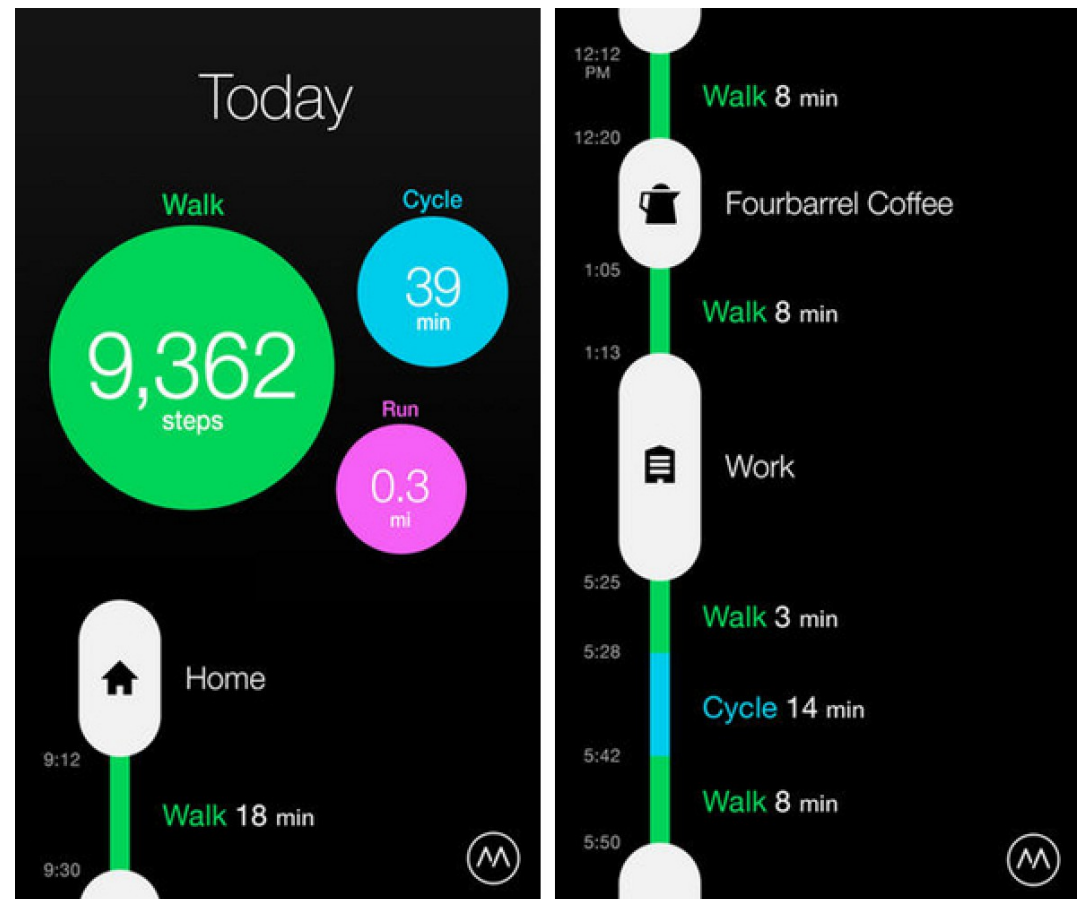 Today
Walk
9,362
steps
Cycle
39
min
Run
0.3
mi
Home
9:12
Walk 18 min
9:30
12:12
PM
Walk 8 min
12:20
Fourbarrel Coffee
1:05
Walk 8 min
1:13
Work
5:25
Walk 3 min
5:28
Cycle 14 min
5:42
Walk 8 min
5:50